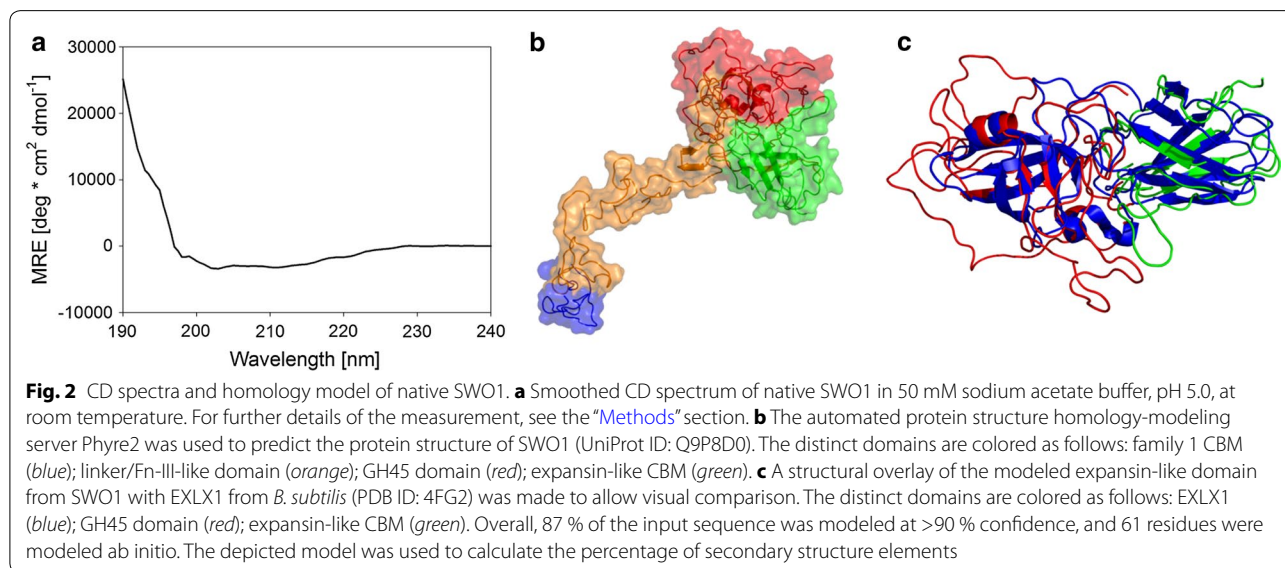 a
30000
20000
10000
0
-10000
MRE [deg * cm² dmol⁻¹]
190 200 210 220 230 240
Wavelength [nm]
b
c
Fig. 2 CD spectra and homology model of native SWO1. a Smoothed CD spectrum of native SWO1 in 50 mM sodium acetate buffer, pH 5.0, at
room temperature. For further details of the measurement, see the “Methods” section. b The automated protein structure homology-modeling
server Phyre2 was used to predict the protein structure of SWO1 (UniProt ID: Q9P8D0). The distinct domains are colored as follows: family 1 CBM
(blue); linker/Fn-III-like domain (orange); GH45 domain (red); expansin-like CBM (green). c A structural overlay of the modeled expansin-like domain
from SWO1 with EXLX1 from B. subtilis (PDB ID: 4FG2) was made to allow visual comparison. The distinct domains are colored as follows: EXLX1
(blue); GH45 domain (red); expansin-like CBM (green). Overall, 87 % of the input sequence was modeled at >90 % confidence, and 61 residues were
modeled ab initio. The depicted model was used to calculate the percentage of secondary structure elements